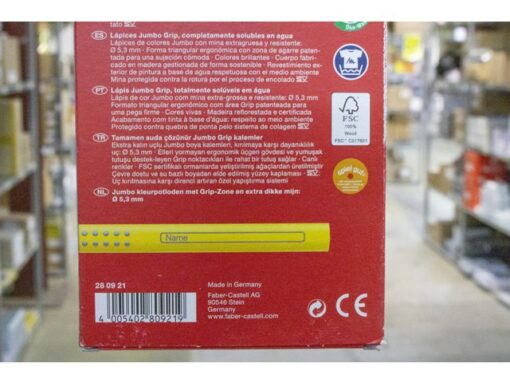 tato SV
ES Lápices Jumbo Grip, completamente solubles en agua
Lápices de colores Jumbo con mina extragruesa y resistente:
Ø 5,3 mm · Forma triangular ergonómica con zona de agarre paten-
tada para una sujeción cómoda · Colores brillantes · Cuerpo fabri-
cado en madera gestionada de forma sostenible · Revestimiento ex-
terior de pintura a base de agua respetuosa con el medio ambiente
Mina protegida contra la rotura por el proceso de encolado SV
PT Lápis Jumbo Grip, totalmente solúveis em água
Lápis de cor Jumbo com mina extra-grossa e resistente: Ø 5,3 mm
Formato triangular ergonómico com área Grip patenteada para
uma pega firme · Cores vivas · Madeira reflorestada e certificada
Acabamento com tinta à base d'água: respeito ao meio ambiente
Protegido contra quebra de ponta pelo sistema de colagem SV
TR Tamamen suda çözünür Jumbo Grip kalemler
Ekstra kalın uçlu Jumbo boya kalemleri, kırılmaya karşı dayanıklık
uç: Ø 5,3 mm · Elleri yormayan ergonomik üçgen gövdesi ve yumuşak
tutuşu destek-leyen Grip noktacıkları ile rahat bir tutuş sağlar · Canlı
renkler · FSC sertifikalı ormanlarda yetiştirilmiş ağaçlardan üretilmiştir
Çevre dostu ve su bazlı boyadan elde edilmiş yüzey kaplaması · SV
Uç kırılmasına karşı direnci artıran özel yapıştırma sistemi
NL Jumbo kleurpotloden met Grip-Zone en extra dikke mijn:
Ø 5,3 mm
FSC
100%
Wood
FSC™ C017601
spiel gut
Name
28 09 21
4 005402 809219
Made in Germany
Faber-Castell AG
90546 Stein
Germany
www.faber-castell.com
CE